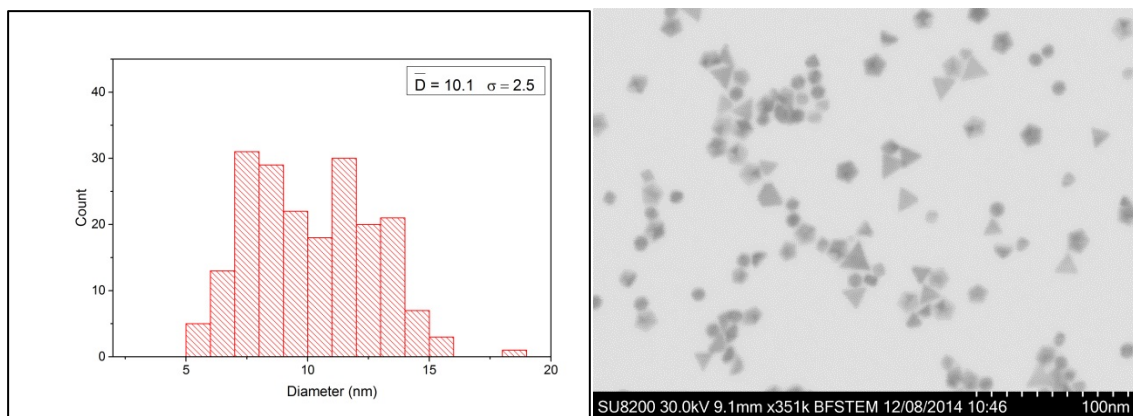 D̅ = 10.1 σ = 2.5
40
30
20
10
0
Count
5 10 15 20
Diameter (nm)
SU8200 30.0kV 9.1mm x351k BFSTEM 12/08/2014 10:46 100nm